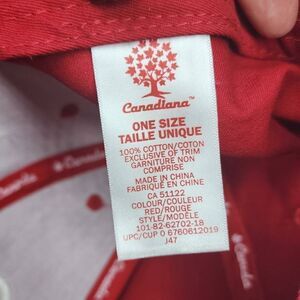 Canadiana™
ONE SIZE
TAILLE UNIQUE
100% COTTON/COTON
EXCLUSIVE OF TRIM
GARNITURE NON
COMPRISE
MADE IN CHINA
FABRIQUÉ EN CHINE
CA 51122
COLOUR/COULEUR
RED/ROUGE
STYLE/MODÈLE
101-82-62702-18
UPC/CUP 0 6760612019
J47